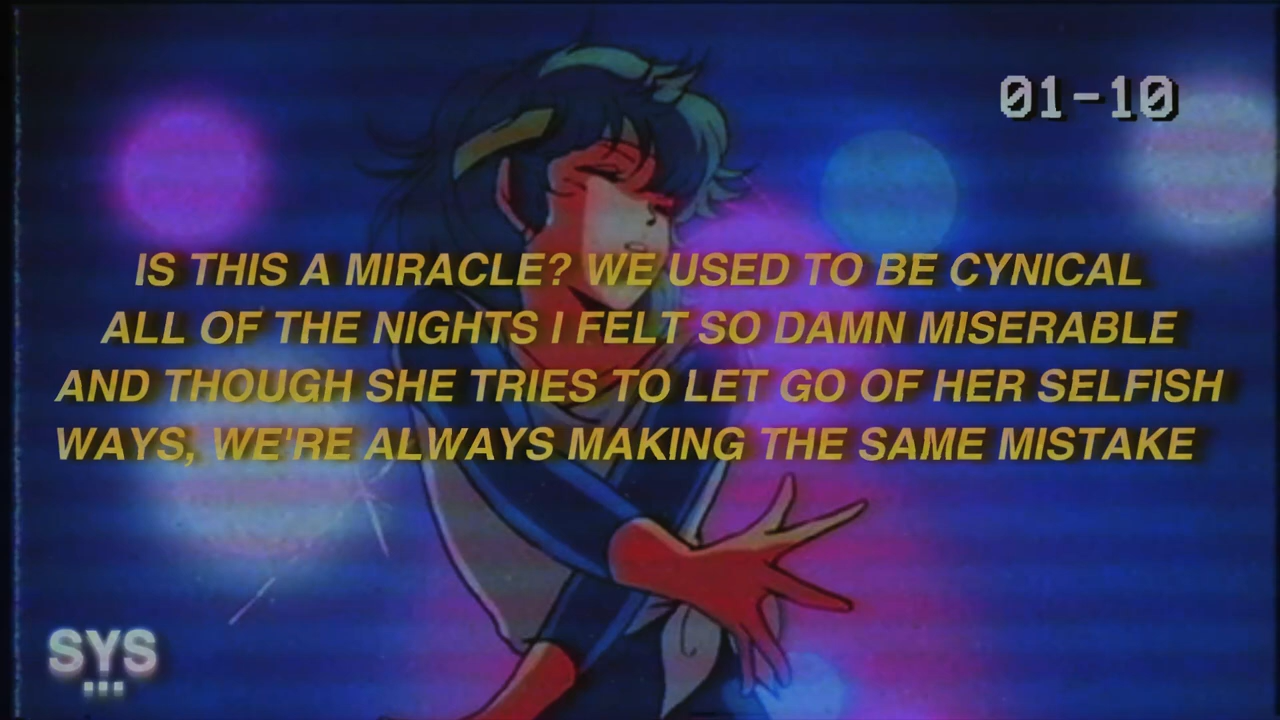 01-10
IS THIS A MIRACLE? WE USED TO BE CYNICAL
ALL OF THE NIGHTS I FELT SO DAMN MISERABLE
AND THOUGH SHE TRIES TO LET GO OF HER SELFISH
WAYS, WE'RE ALWAYS MAKING THE SAME MISTAKE
SYS
...